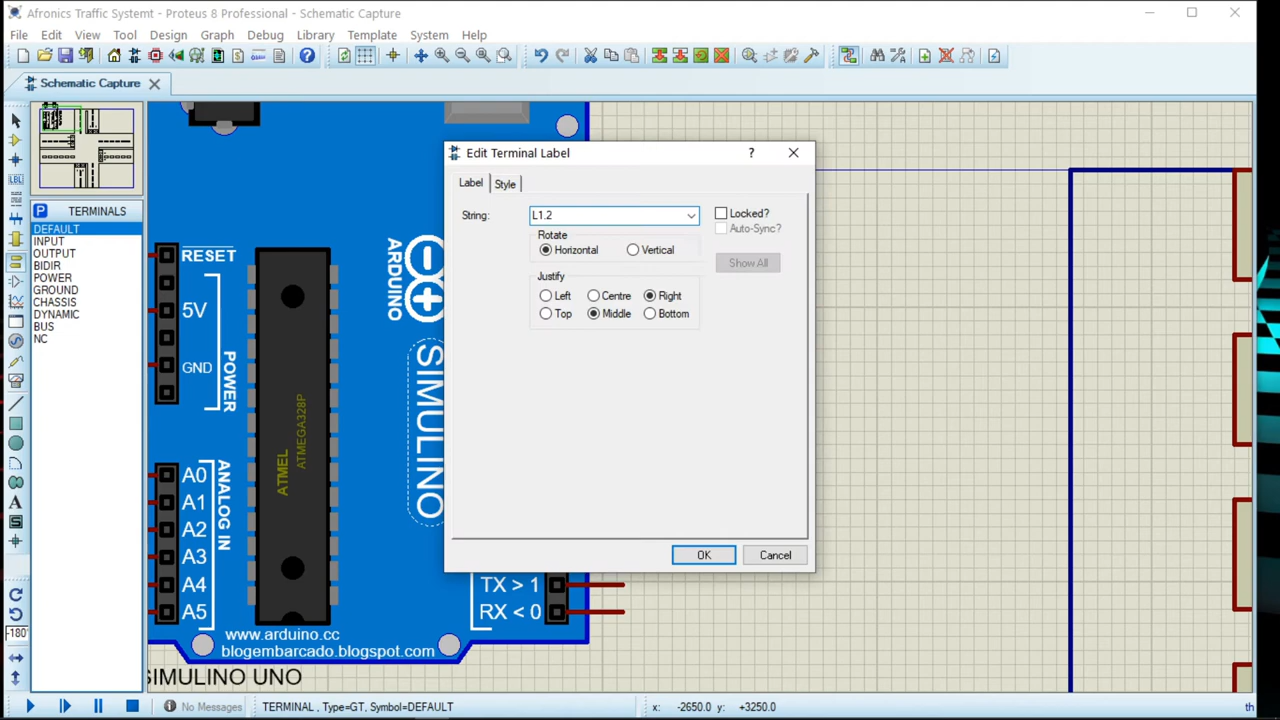 Afronics Traffic Systemt - Proteus 8 Professional - Schematic Capture
File Edit View Tool Design Graph Debug Library Template System Help
Schematic Capture
LBL
P TERMINALS
DEFAULT
INPUT
OUTPUT
BIDIR
POWER
GROUND
CHASSIS
DYNAMIC
BUS
NC
-180
RESET
5V
GND
POWER
A0
A1
A2
A3
A4
A5
ANALOG IN
ATMEL
ATMEGA328P
ARDUINO
SIMULINO
TX > 1
RX < 0
www.arduino.cc
blogembarcado.blogspot.com
SIMULINO UNO
Edit Terminal Label
Label Style
String: L1.2
Locked?
Auto-Sync?
Rotate
Horizontal Vertical
Show All
Justify
Left Centre Right
Top Middle Bottom
OK Cancel
No Messages TERMINAL , Type=GT, Symbol=DEFAULT x: -2650.0 y: +3250.0 th